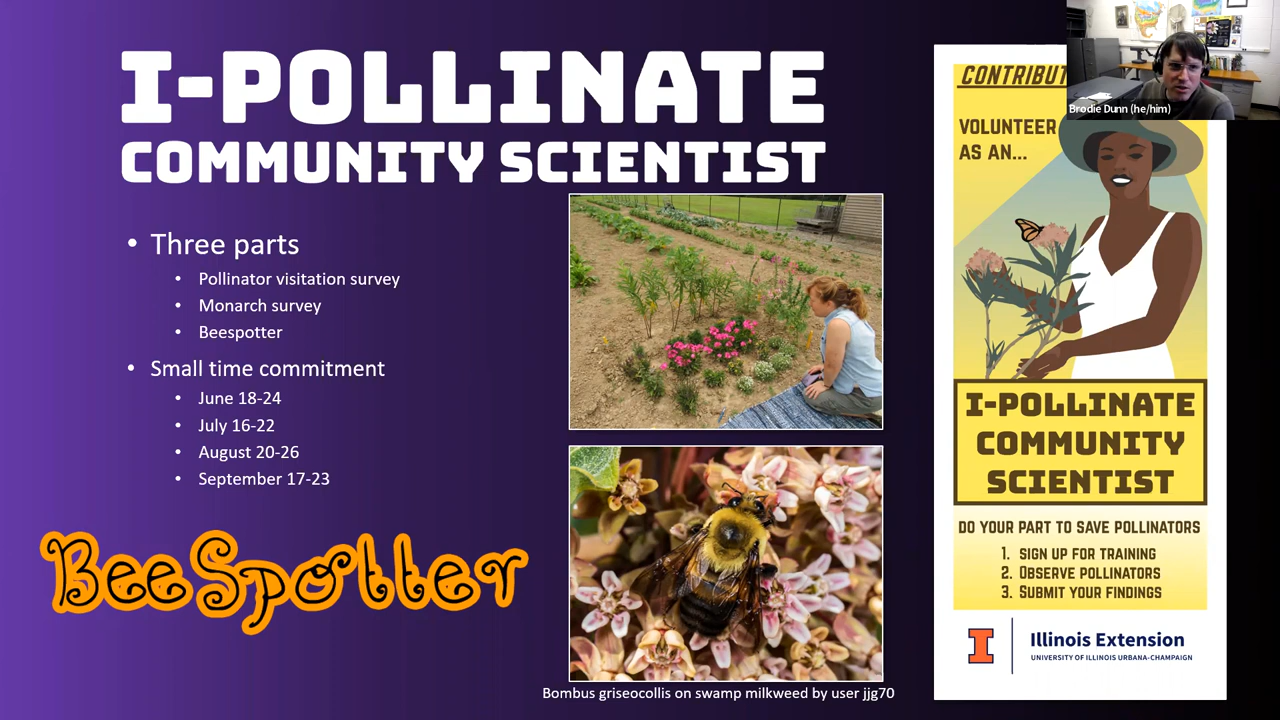 I-POLLINATE
COMMUNITY SCIENTIST
• Three parts
• Pollinator visitation survey
• Monarch survey
• Beespotter
• Small time commitment
• June 18-24
• July 16-22
• August 20-26
• September 17-23
BeeSpotter
Bombus griseocollis on swamp milkweed by user jjg70
CONTRIBUT
VOLUNTEER
AS AN...
I-POLLINATE
COMMUNITY
SCIENTIST
DO YOUR PART TO SAVE POLLINATORS
1. SIGN UP FOR TRAINING
2. OBSERVE POLLINATORS
3. SUBMIT YOUR FINDINGS
I
Illinois Extension
UNIVERSITY OF ILLINOIS URBANA-CHAMPAIGN
Brodie Dunn (he/him)